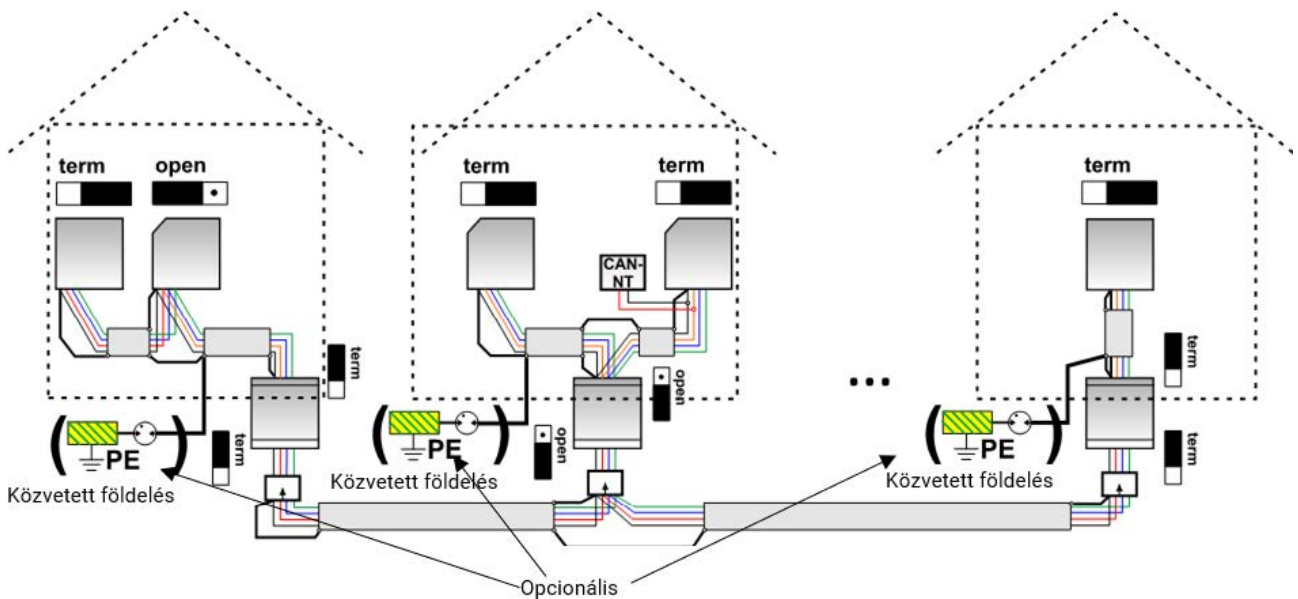 term
open
term
term
term
CAN-
NT
term
open
term
...
PE
term
Közvetett földelés
PE
open
Közvetett földelés
PE
term
Közvetett földelés
Opcionális